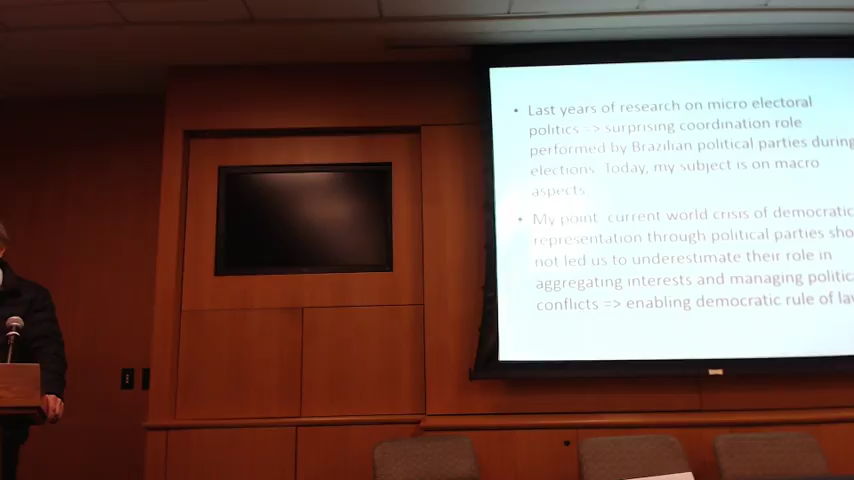 • Last years of research on micro electoral
politics => surprising coordination role
performed by Brazilian political parties during
elections. Today, my subject is on macro
aspects
• My point current world crisis of democratic
representation through political parties sho
not led us to underestimate their role in
aggregating interests and managing politic
conflicts => enabling democratic rule of la